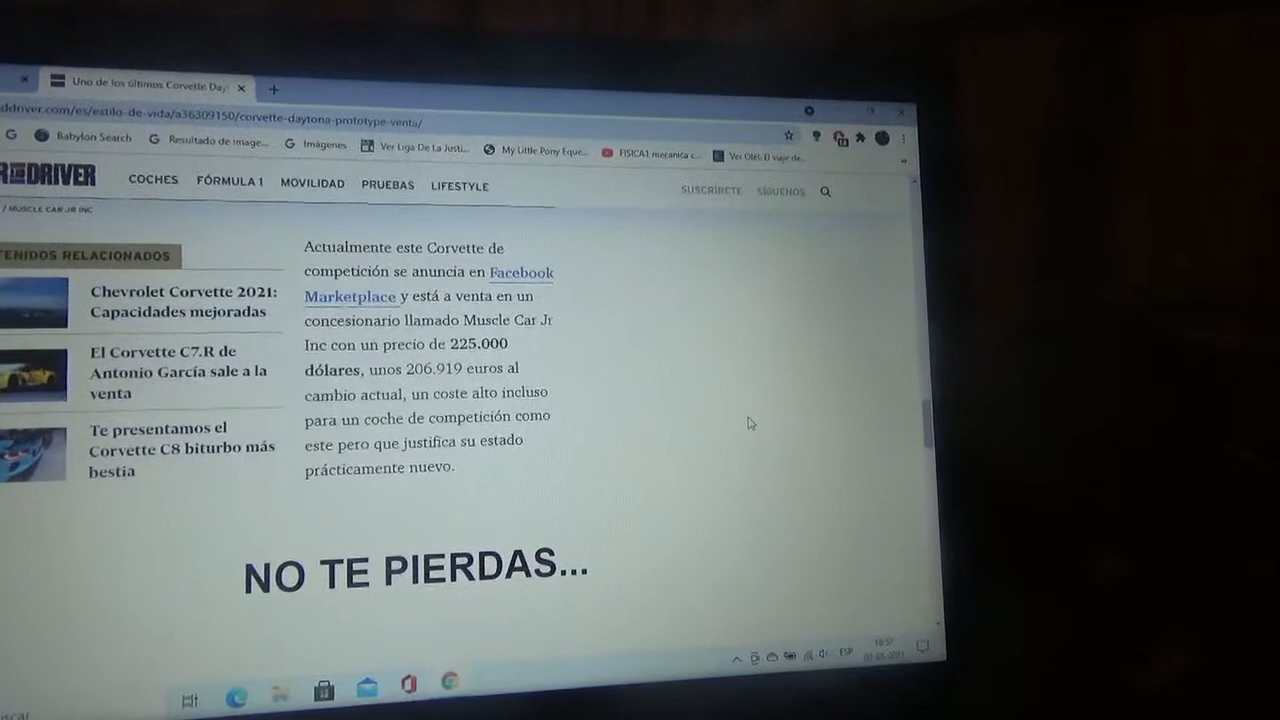 Uno de los últimos Corvette Day
ddriver.com/es/estilo-de-vida/a36309150/corvette-daytona-prototype-venta/
Babylon Search
Resultado de image...
Imágenes
Ver Liga De La Justi...
My Little Pony Eque...
FISICA1 mecanica c...
Ver Olé!: El viaje de...
R DRIVER
COCHES
FÓRMULA 1
MOVILIDAD
PRUEBAS
LIFESTYLE
SUSCRÍBETE
SÍGUENOS
/ MUSCLE CAR JR INC
TENIDOS RELACIONADOS
Chevrolet Corvette 2021:
Capacidades mejoradas
El Corvette C7.R de
Antonio García sale a la
venta
Te presentamos el
Corvette C8 biturbo más
bestia
Actualmente este Corvette de
competición se anuncia en Facebook
Marketplace y está a venta en un
concesionario llamado Muscle Car Jr
Inc con un precio de 225.000
dólares, unos 206.919 euros al
cambio actual, un coste alto incluso
para un coche de competición como
este pero que justifica su estado
prácticamente nuevo.
NO TE PIERDAS...
ESP